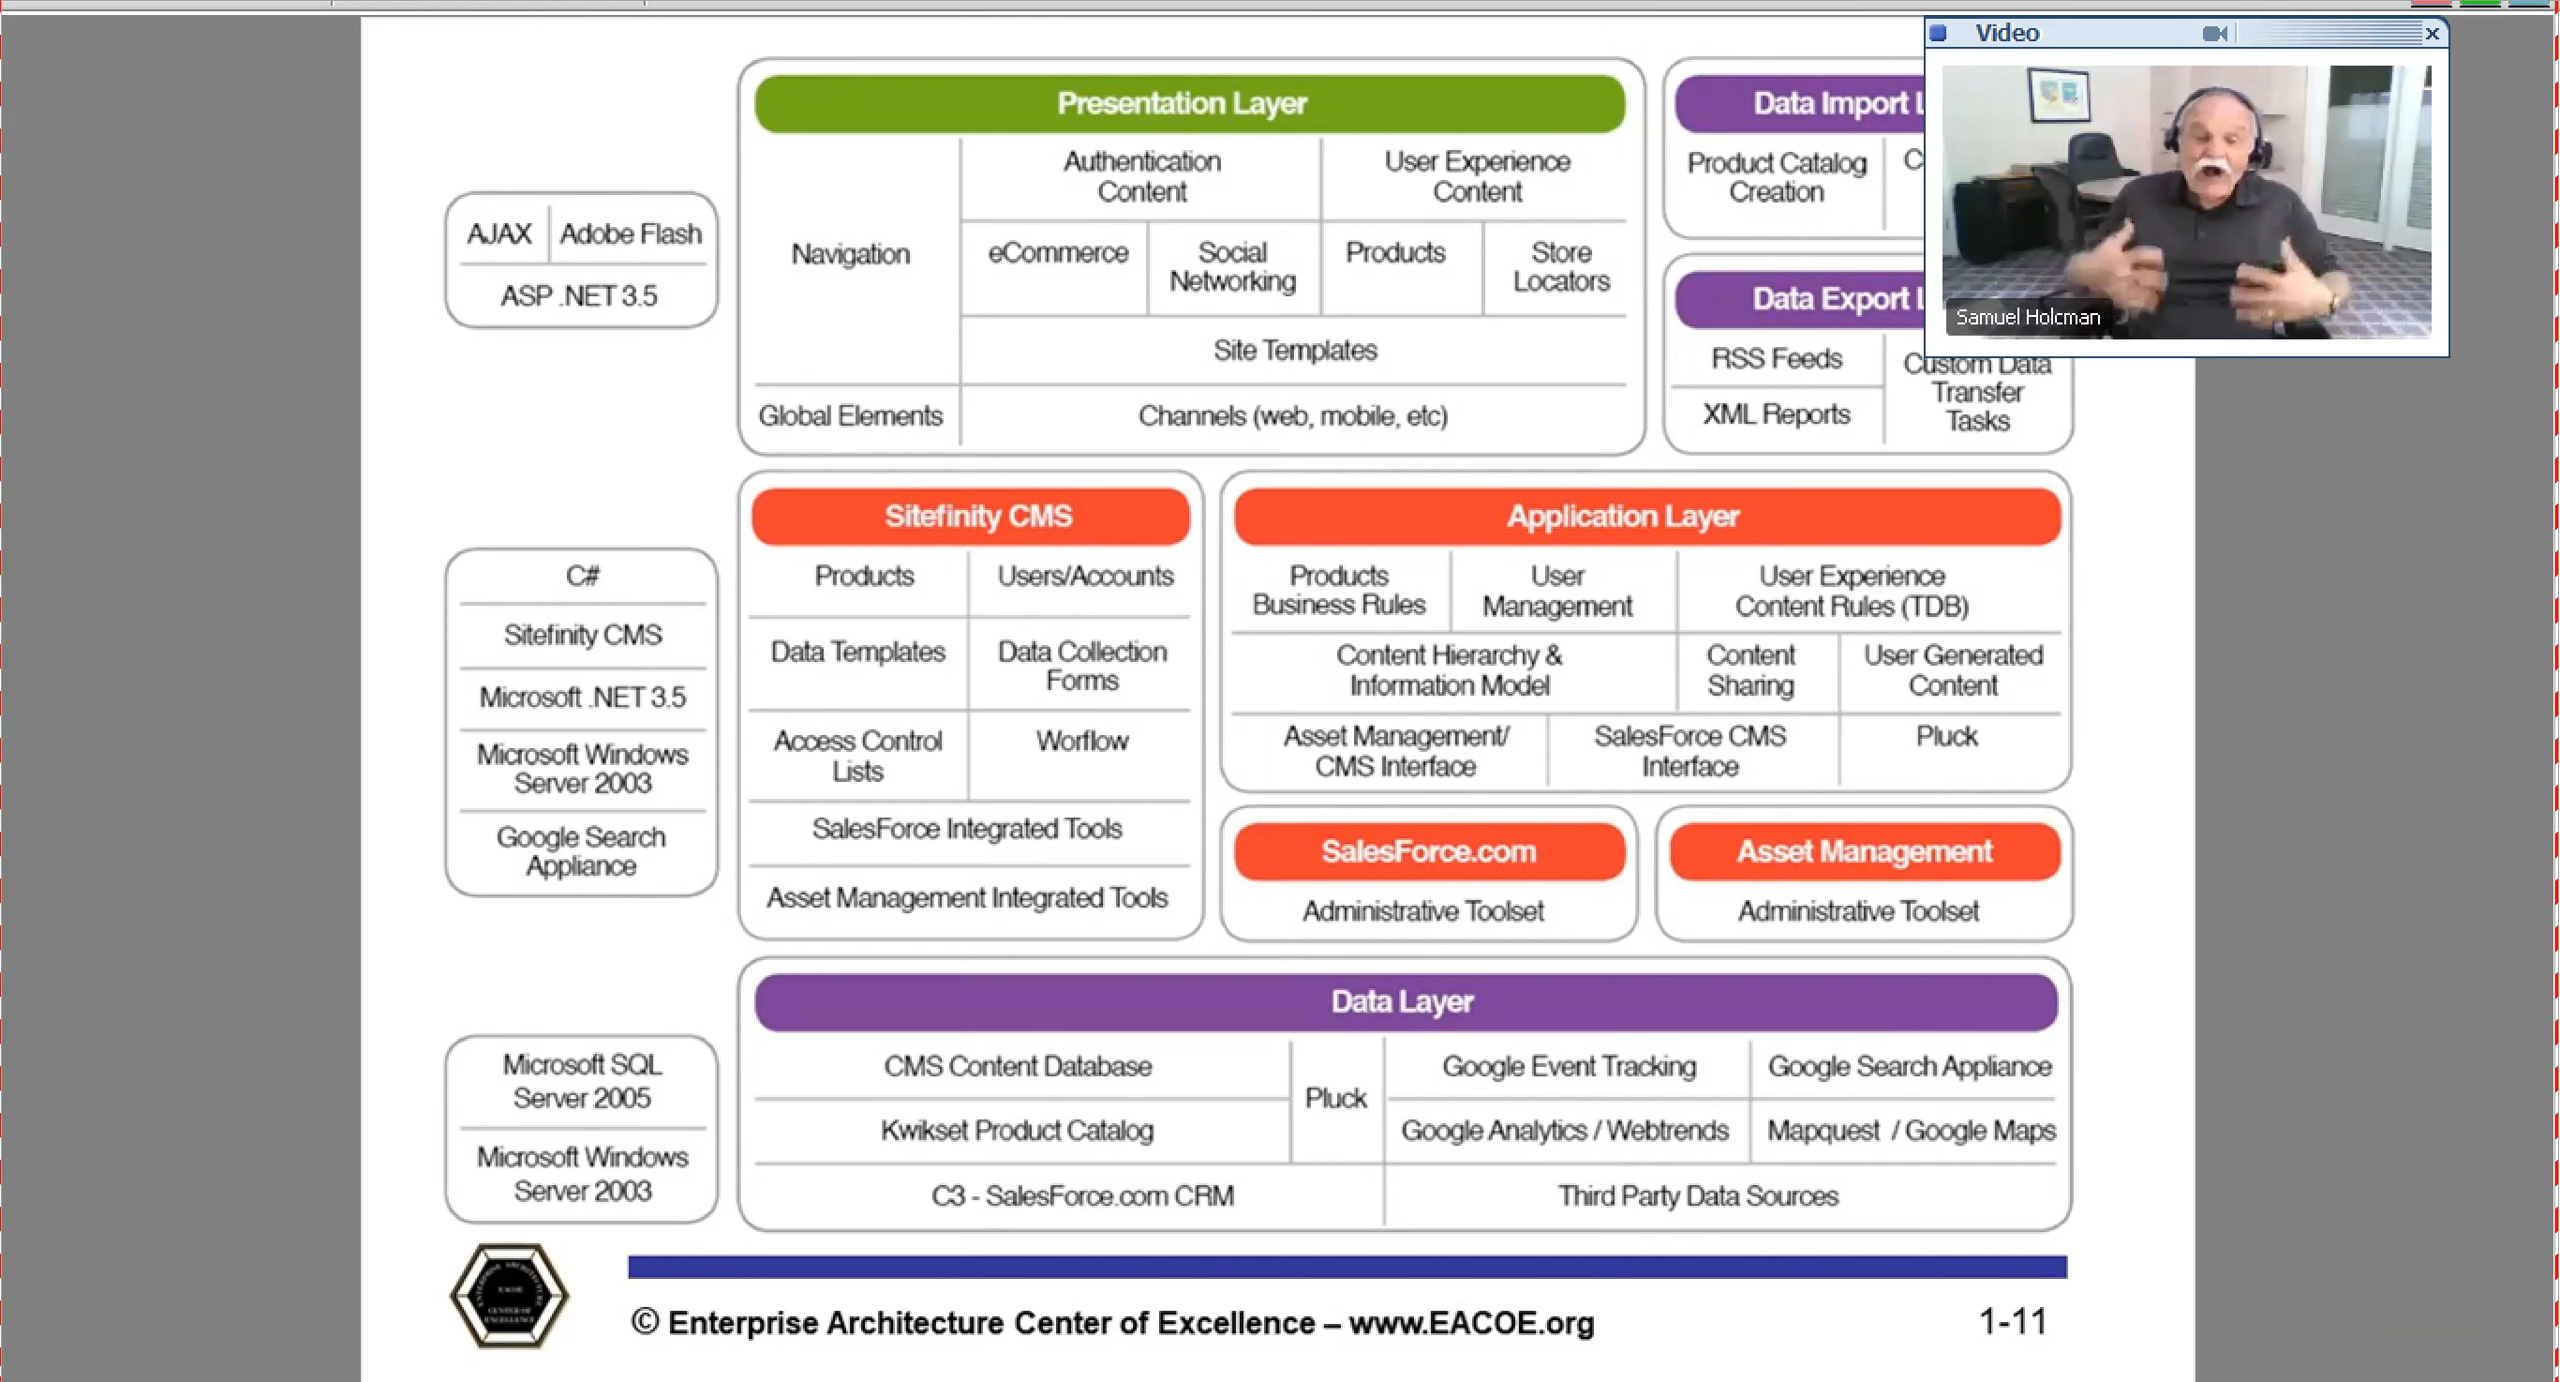 Video
Samuel Holcman
Presentation Layer
Navigation
Authentication
Content
User Experience
Content
eCommerce
Social
Networking
Products
Store
Locators
Site Templates
Global Elements
Channels (web, mobile, etc)
Data Import
Product Catalog
Creation
Data Export
RSS Feeds
XML Reports
Custom Data
Transfer
Tasks
AJAX
Adobe Flash
ASP .NET 3.5
C#
Sitefinity CMS
Microsoft .NET 3.5
Microsoft Windows
Server 2003
Google Search
Appliance
Sitefinity CMS
Products
Users/Accounts
Data Templates
Data Collection
Forms
Access Control
Lists
Worflow
SalesForce Integrated Tools
Asset Management Integrated Tools
Application Layer
Products
Business Rules
User
Management
User Experience
Content Rules (TDB)
Content Hierarchy &
Information Model
Content
Sharing
User Generated
Content
Asset Management/
CMS Interface
SalesForce CMS
Interface
Pluck
SalesForce.com
Administrative Toolset
Asset Management
Administrative Toolset
Microsoft SQL
Server 2005
Microsoft Windows
Server 2003
Data Layer
CMS Content Database
Kwikset Product Catalog
Pluck
Google Event Tracking
Google Search Appliance
Google Analytics / Webtrends
Mapquest / Google Maps
C3 - SalesForce.com CRM
Third Party Data Sources
ENTERPRISE ARCHITECTURE
EACOE
CENTER OF
EXCELLENCE
© Enterprise Architecture Center of Excellence – www.EACOE.org
1-11